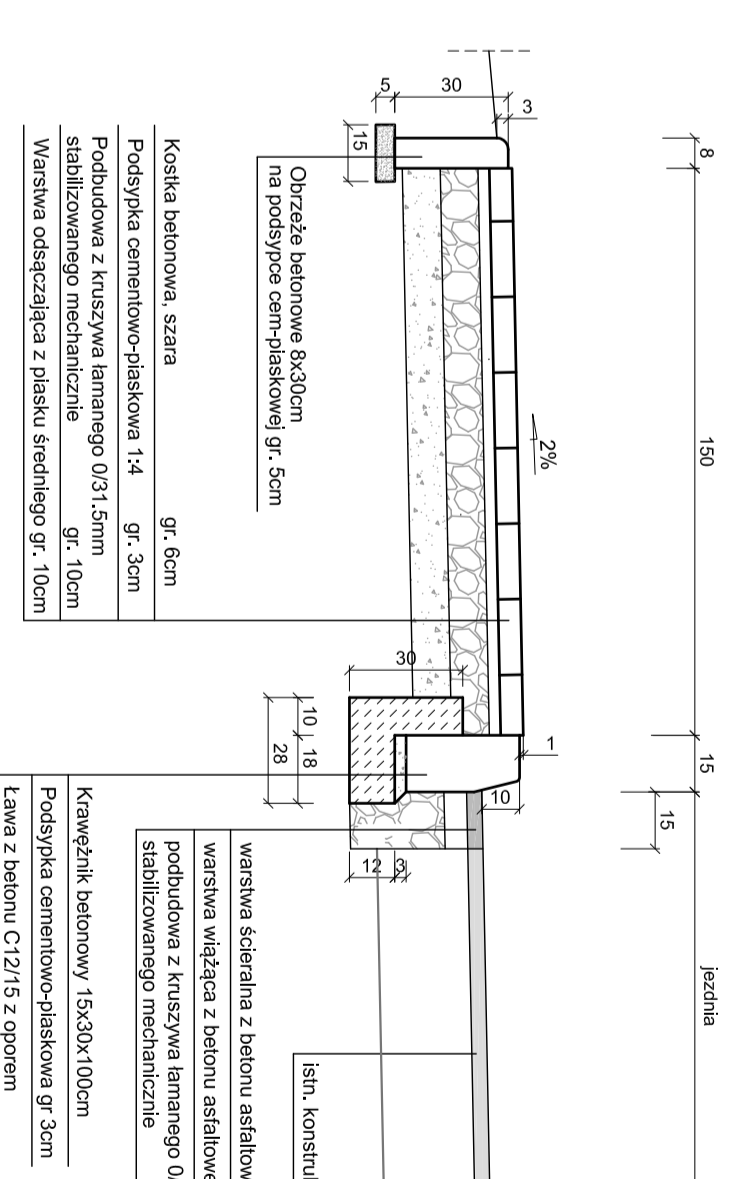 8
150
15
jezdnia
15
3
30
5
15
2%
1
10
30
10
18
28
12
3
Obrzeże betonowe 8x30cm
na podsypce cem-piaskowej gr. 5cm
Kostka betonowa, szara gr. 6cm
Podsypka cementowo-piaskowa 1:4 gr. 3cm
Podbudowa z kruszywa łamanego 0/31.5mm
stabilizowanego mechanicznie gr. 10cm
Warstwa odsączająca z piasku średniego gr. 10cm
istn. konstruk
warstwa ścieralna z betonu asfaltow
warstwa wiążąca z betonu asfaltowe
podbudowa z kruszywa łamanego 0/
stabilizowanego mechanicznie
Krawężnik betonowy 15x30x100cm
Podsypka cementowo-piaskowa gr 3cm
Ława z betonu C12/15 z oporem